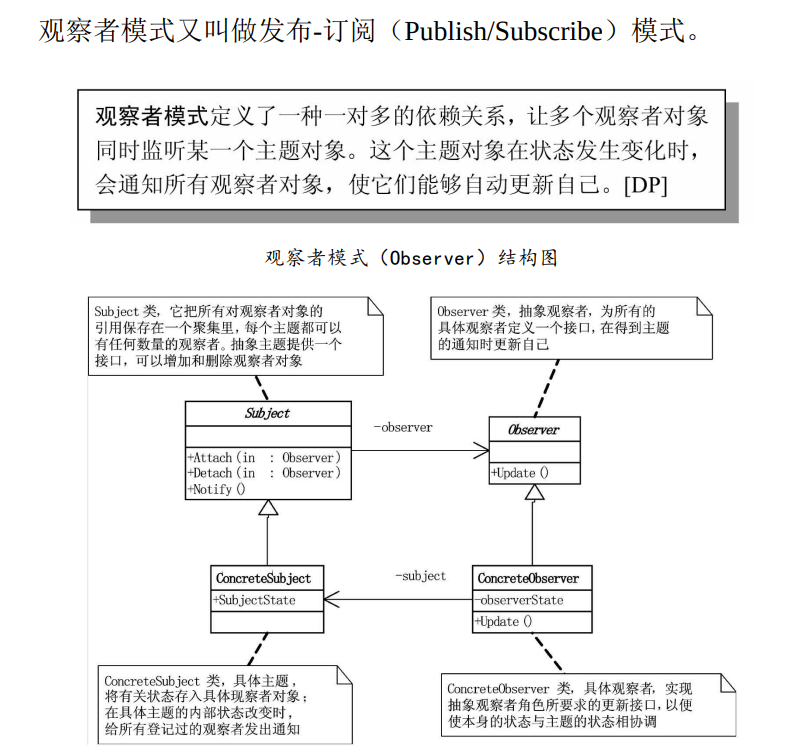 观察者模式又叫做发布-订阅（Publish/Subscribe）模式。
观察者模式定义了一种一对多的依赖关系，让多个观察者对象
同时监听某一个主题对象。这个主题对象在状态发生变化时，
会通知所有观察者对象，使它们能够自动更新自己。[DP]
观察者模式（Observer）结构图
Subject 类，它把所有对观察者对象的
引用保存在一个聚集里，每个主题都可以
有任何数量的观察者。抽象主题提供一个
接口，可以增加和删除观察者对象
Observer 类，抽象观察者，为所有的
具体观察者定义一个接口，在得到主题
的通知时更新自己
Subject
+Attach(in : Observer)
+Detach(in : Observer)
+Notify()
-observer
Observer
+Update()
ConcreteSubject
+SubjectState
-subject
ConcreteObserver
-observerState
+Update()
ConcreteSubject 类，具体主题，
将有关状态存入具体现察者对象；
在具体主题的内部状态改变时，
给所有登记过的观察者发出通知
ConcreteObserver 类，具体观察者，实现
抽象观察者角色所要求的更新接口，以便
使本身的状态与主题的状态相协调